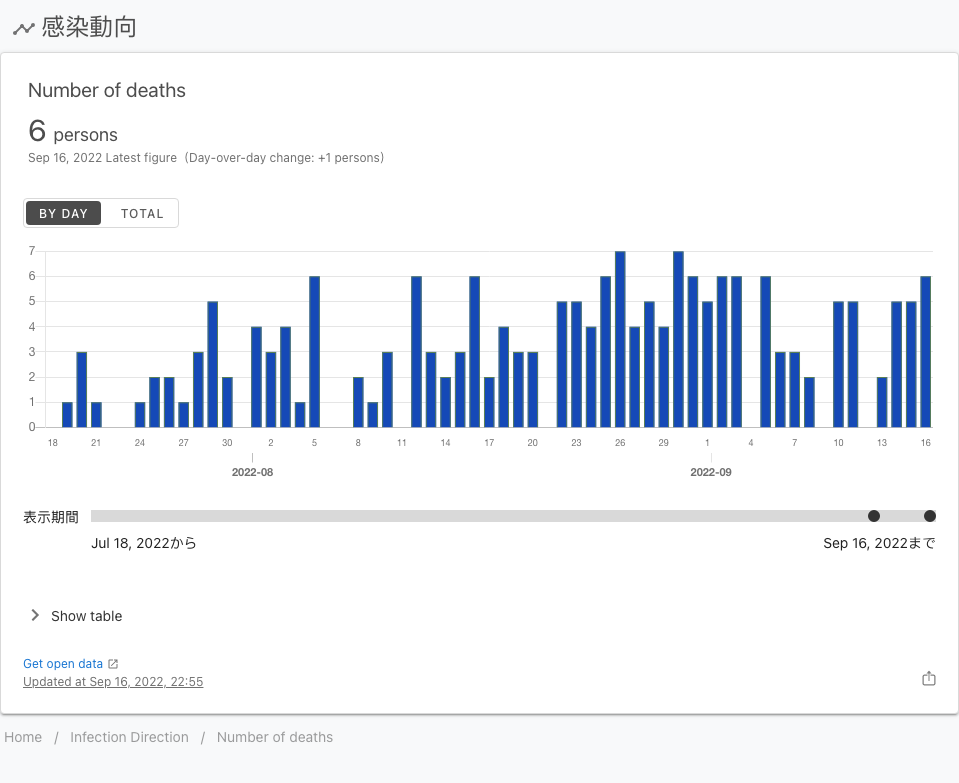 感染動向
Number of deaths
6 persons
Sep 16, 2022 Latest figure (Day-over-day change: +1 persons)
BY DAY TOTAL
7
6
5
4
3
2
1
0
18 21 24 27 30 2 5 8 11 14 17 20 23 26 29 1 4 7 10 13 16
2022-08 2022-09
表示期間
Jul 18, 2022から Sep 16, 2022まで
Show table
Get open data
Updated at Sep 16, 2022, 22:55
Home / Infection Direction / Number of deaths